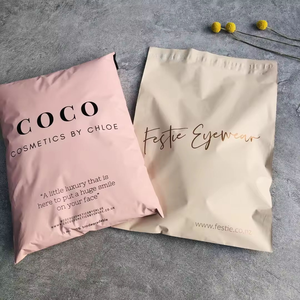 COCO
COSMETICS BY CHLOE
"A little luxury that is
here to put a huge smile
on your face"
Festie Eyewear
www.festie.co.uk